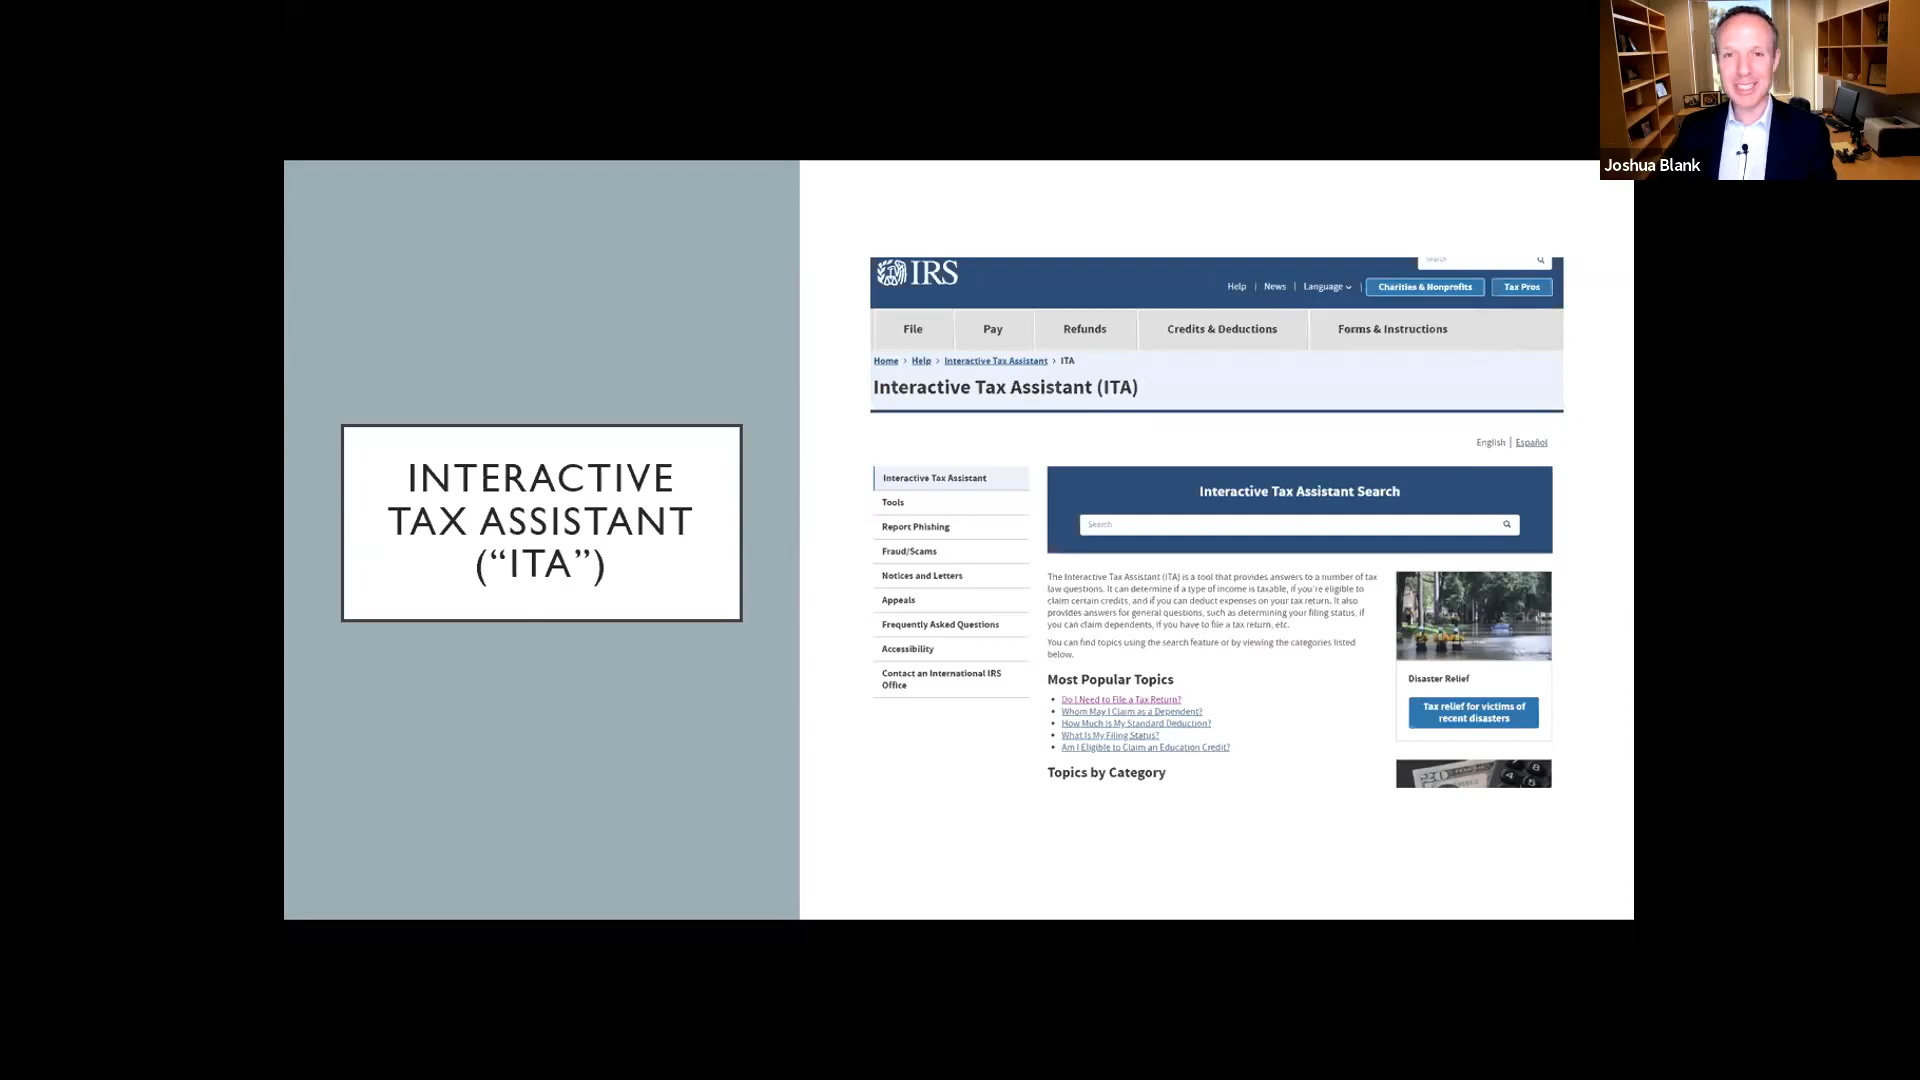 Joshua Blank
INTERACTIVE
TAX ASSISTANT
(“ITA”)
IRS
Search
Help | News | Language | Charities & Nonprofits Tax Pros
File Pay Refunds Credits & Deductions Forms & Instructions
Home > Help > Interactive Tax Assistant > ITA
Interactive Tax Assistant (ITA)
English | Español
Interactive Tax Assistant
Tools
Report Phishing
Fraud/Scams
Notices and Letters
Appeals
Frequently Asked Questions
Accessibility
Contact an International IRS
Office
Interactive Tax Assistant Search
Search
The Interactive Tax Assistant (ITA) is a tool that provides answers to a number of tax
law questions. It can determine if a type of income is taxable, if you're eligible to
claim certain credits, and if you can deduct expenses on your tax return. It also
provides answers for general questions, such as determining your filing status, if
you can claim dependents, if you have to file a tax return, etc.
You can find topics using the search feature or by viewing the categories listed
below.
Most Popular Topics
• Do I Need to File a Tax Return?
• Whom May I Claim as a Dependent?
• How Much Is My Standard Deduction?
• What Is My Filing Status?
• Am I Eligible to Claim an Education Credit?
Topics by Category
Disaster Relief
Tax relief for victims of
recent disasters